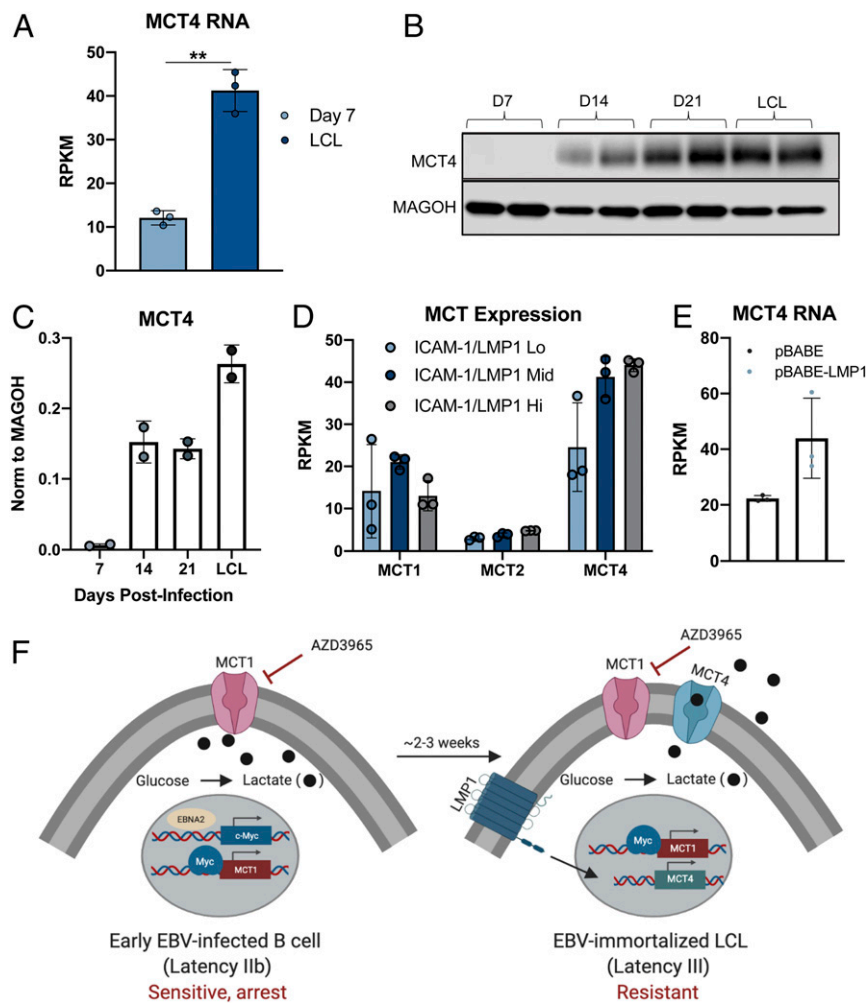 A
MCT4 RNA
**
50
40
30
20
10
0
RPKM
Day 7
LCL
B
D7
D14
D21
LCL
MCT4
MAGOH
C
MCT4
0.3
0.2
0.1
0.0
Norm to MAGOH
7
14
21
LCL
Days Post-Infection
D
MCT Expression
50
40
30
20
10
0
RPKM
ICAM-1/LMP1 Lo
ICAM-1/LMP1 Mid
ICAM-1/LMP1 Hi
MCT1
MCT2
MCT4
E
MCT4 RNA
80
60
40
20
0
RPKM
pBABE
pBABE-LMP1
F
AZD3965
MCT1
Glucose
Lactate ( )
EBNA2
c-Myc
Myc
MCT1
Early EBV-infected B cell
(Latency IIb)
Sensitive, arrest
~2-3 weeks
AZD3965
MCT1
MCT4
LMP1
Glucose
Lactate ( )
Myc
MCT1
MCT4
EBV-immortalized LCL
(Latency III)
Resistant